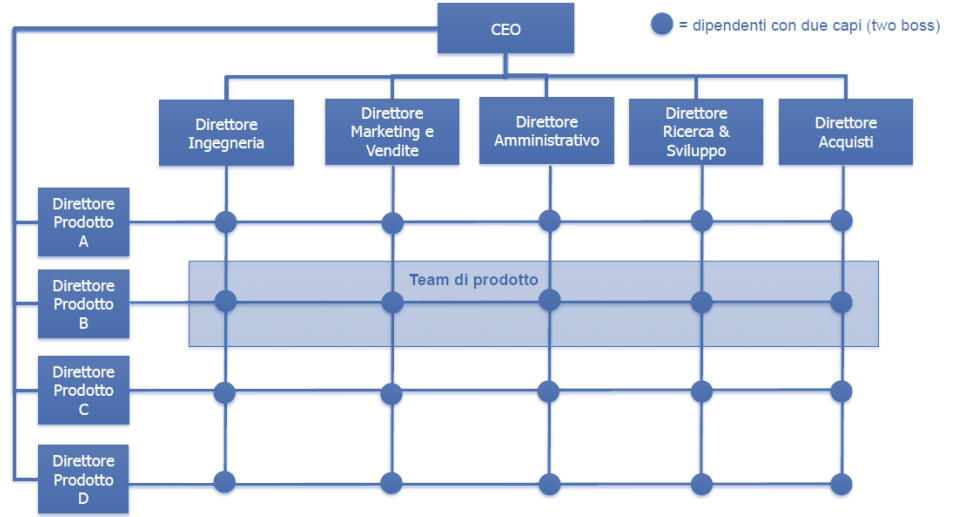 CEO
= dipendenti con due capi (two boss)
Direttore
Ingegneria
Direttore
Marketing e
Vendite
Direttore
Amministrativo
Direttore
Ricerca &
Sviluppo
Direttore
Acquisti
Direttore
Prodotto
A
Team di prodotto
Direttore
Prodotto
B
Direttore
Prodotto
C
Direttore
Prodotto
D